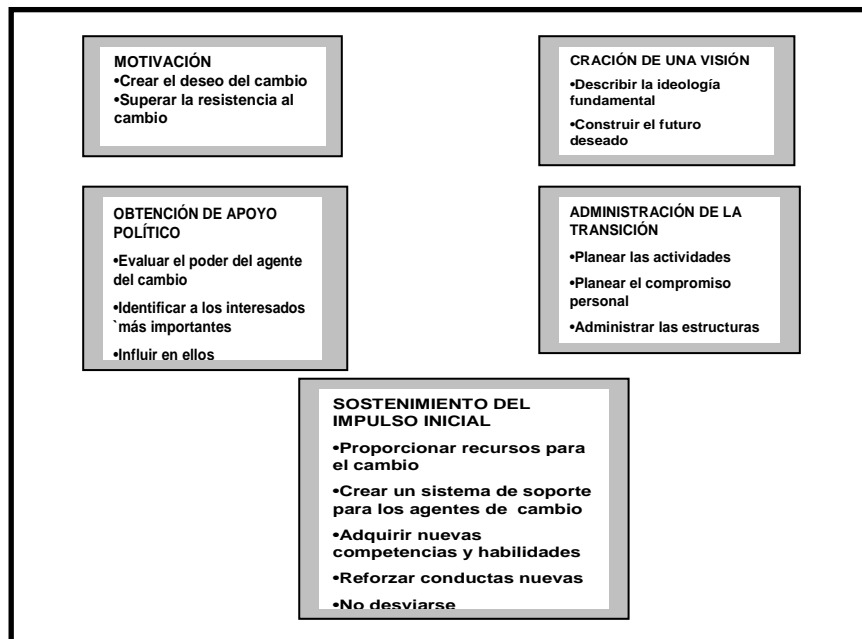 MOTIVACIÓN
•Crear el deseo del cambio
•Superar la resistencia al
cambio
CRACIÓN DE UNA VISIÓN
•Describir la ideología
fundamental
•Construir el futuro
deseado
OBTENCIÓN DE APOYO
POLÍTICO
•Evaluar el poder del agente
del cambio
•Identificar a los interesados
`más importantes
•Influir en ellos
ADMINISTRACIÓN DE LA
TRANSICIÓN
•Planear las actividades
•Planear el compromiso
personal
•Administrar las estructuras
SOSTENIMIENTO DEL
IMPULSO INICIAL
•Proporcionar recursos para
el cambio
•Crear un sistema de soporte
para los agentes de cambio
•Adquirir nuevas
competencias y habilidades
•Reforzar conductas nuevas
•No desviarse